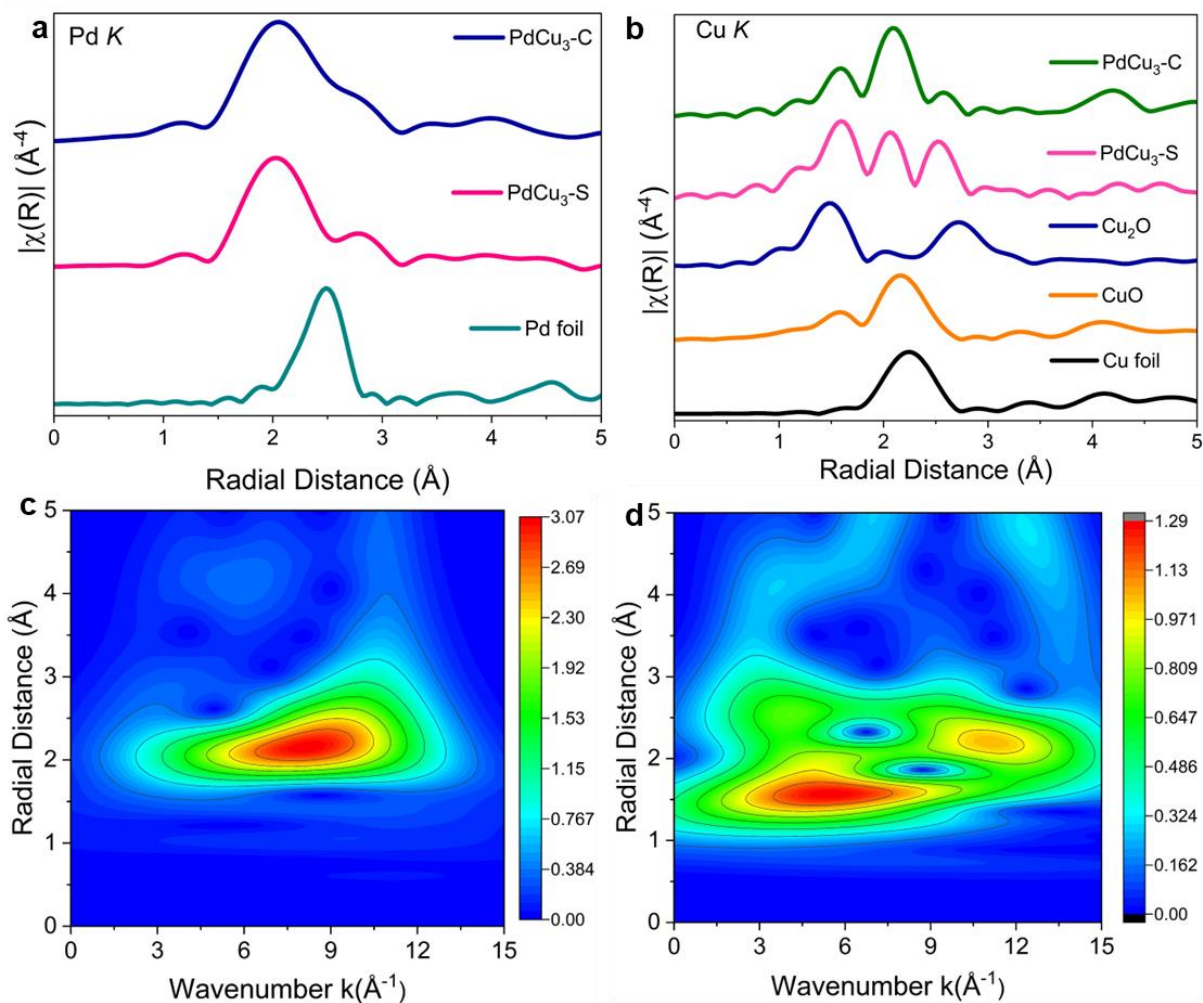 a
Pd K
PdCu₃-C
PdCu₃-S
Pd foil
|χ(R)| (Å⁻⁴)
0 1 2 3 4 5
Radial Distance (Å)
b
Cu K
PdCu₃-C
PdCu₃-S
Cu₂O
CuO
Cu foil
|χ(R)| (Å⁻⁴)
0 1 2 3 4 5
Radial Distance (Å)
c
5
4
3
2
1
0
Radial Distance (Å)
0 3 6 9 12 15
Wavenumber k(Å⁻¹)
3.07
2.69
2.30
1.92
1.53
1.15
0.767
0.384
0.00
d
5
4
3
2
1
0
Radial Distance (Å)
0 3 6 9 12 15
Wavenumber k(Å⁻¹)
1.29
1.13
0.971
0.809
0.647
0.486
0.324
0.162
0.00